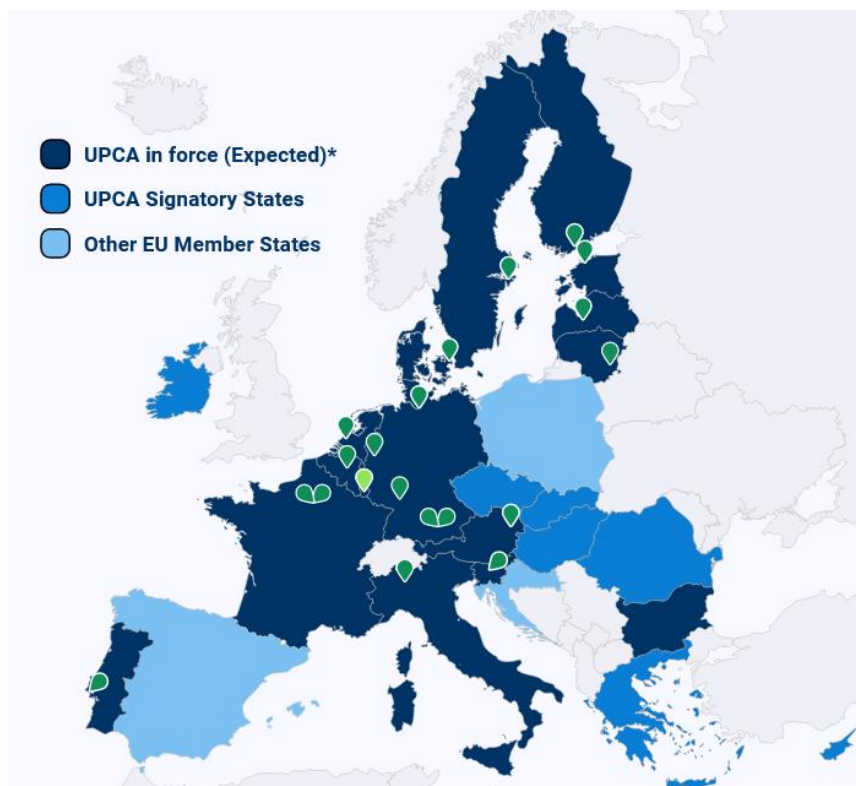 UPCA in force (Expected)*
UPCA Signatory States
Other EU Member States